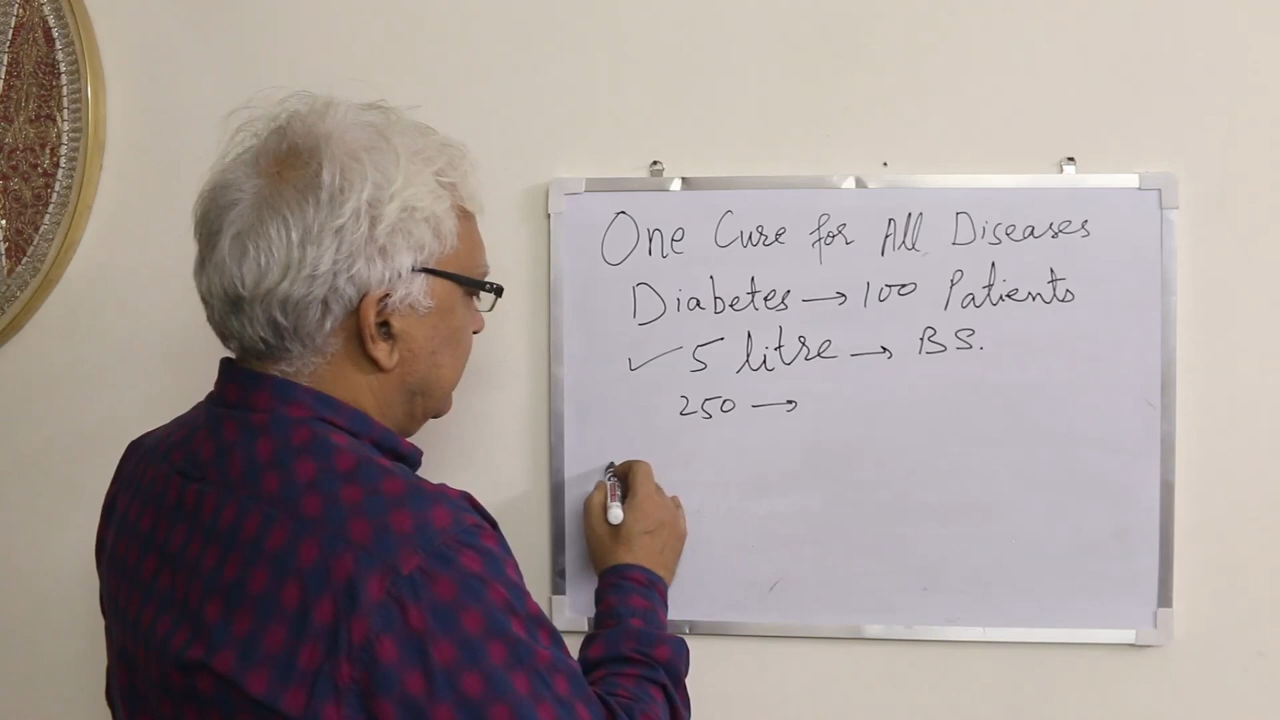 One Cure for All Diseases
Diabetes → 100 Patients
✓ 5 litre → BS.
250 →